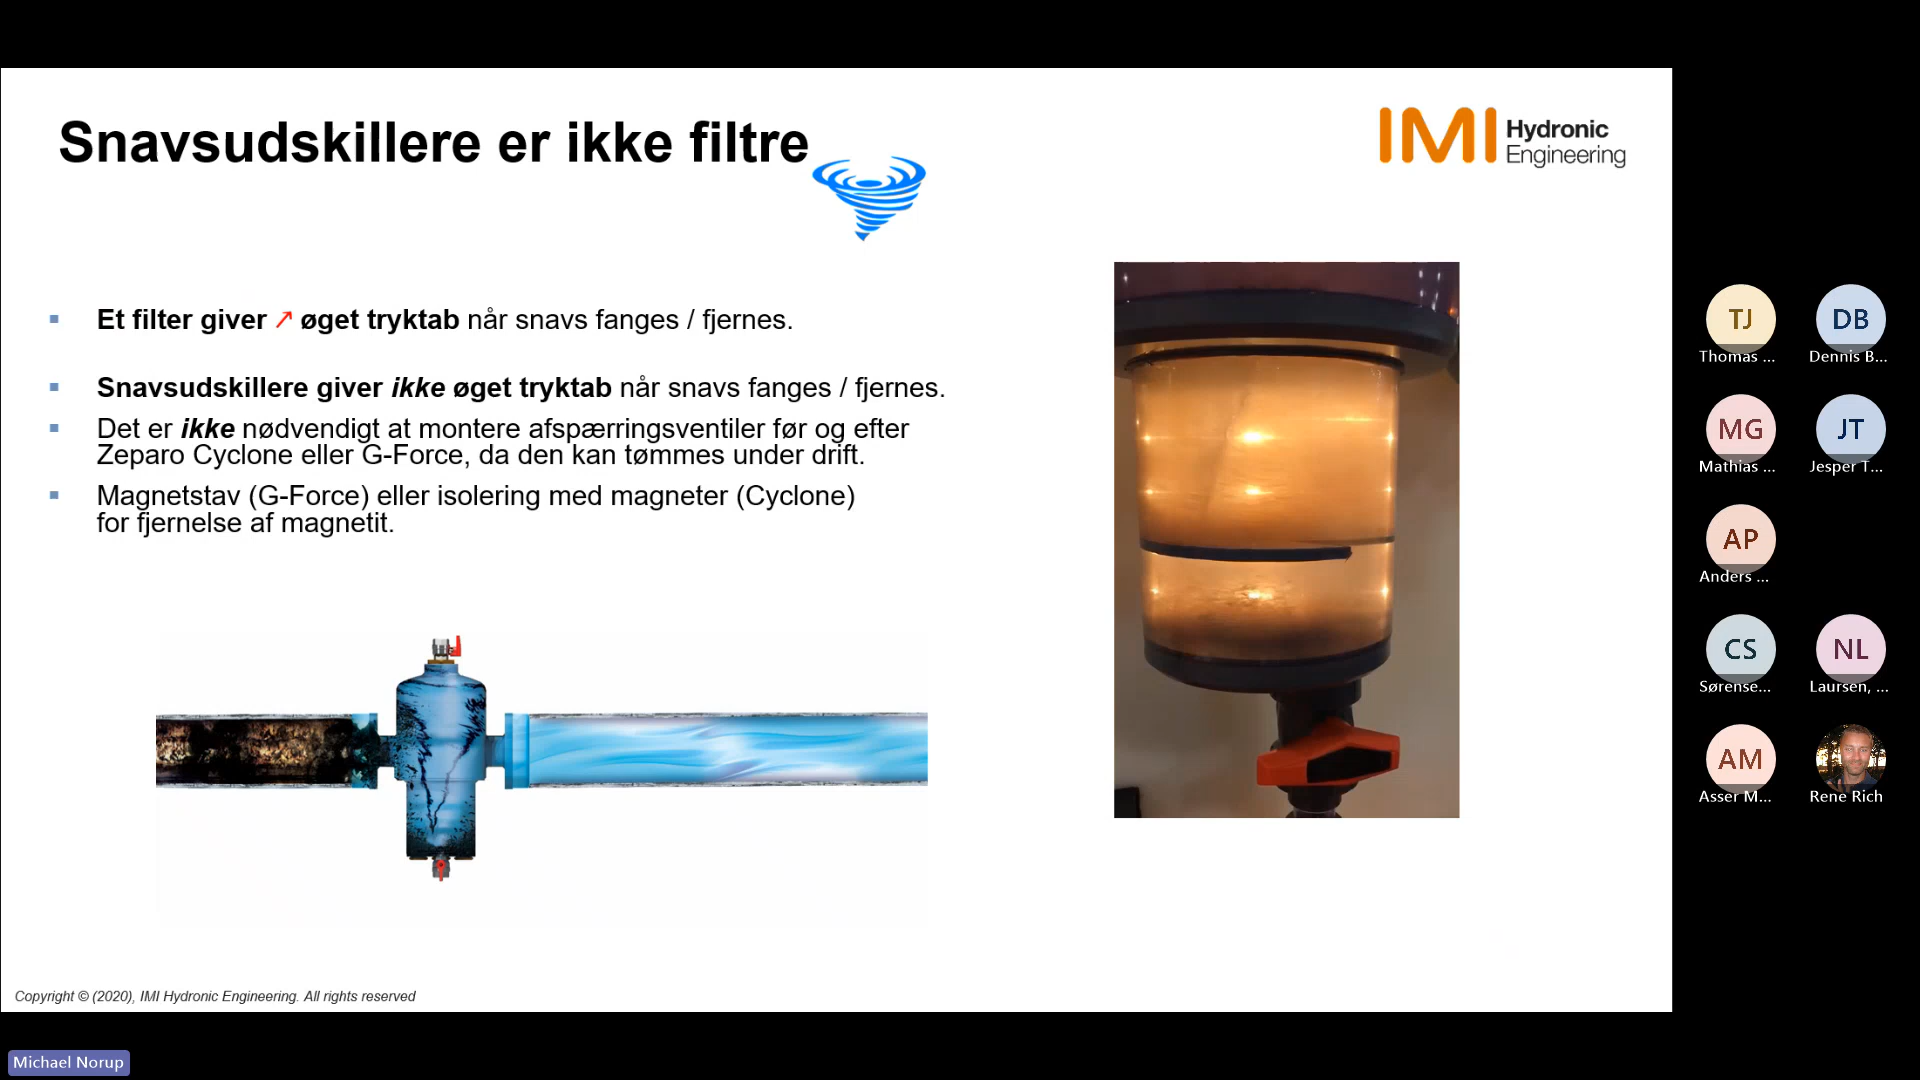 Snavsudskillere er ikke filtre
IMI Hydronic
Engineering
Et filter giver ↗ øget tryktab når snavs fanges / fjernes.
Snavsudskillere giver ikke øget tryktab når snavs fanges / fjernes.
Det er ikke nødvendigt at montere afspærringsventiler før og efter
Zeparo Cyclone eller G-Force, da den kan tømmes under drift.
Magnetstav (G-Force) eller isolering med magneter (Cyclone)
for fjernelse af magnetit.
Copyright © (2020), IMI Hydronic Engineering. All rights reserved
TJ
Thomas ...
DB
Dennis B...
MG
Mathias ...
JT
Jesper T...
AP
Anders ...
CS
Sørense...
NL
Laursen, ...
AM
Asser M...
Rene Rich
Michael Norup